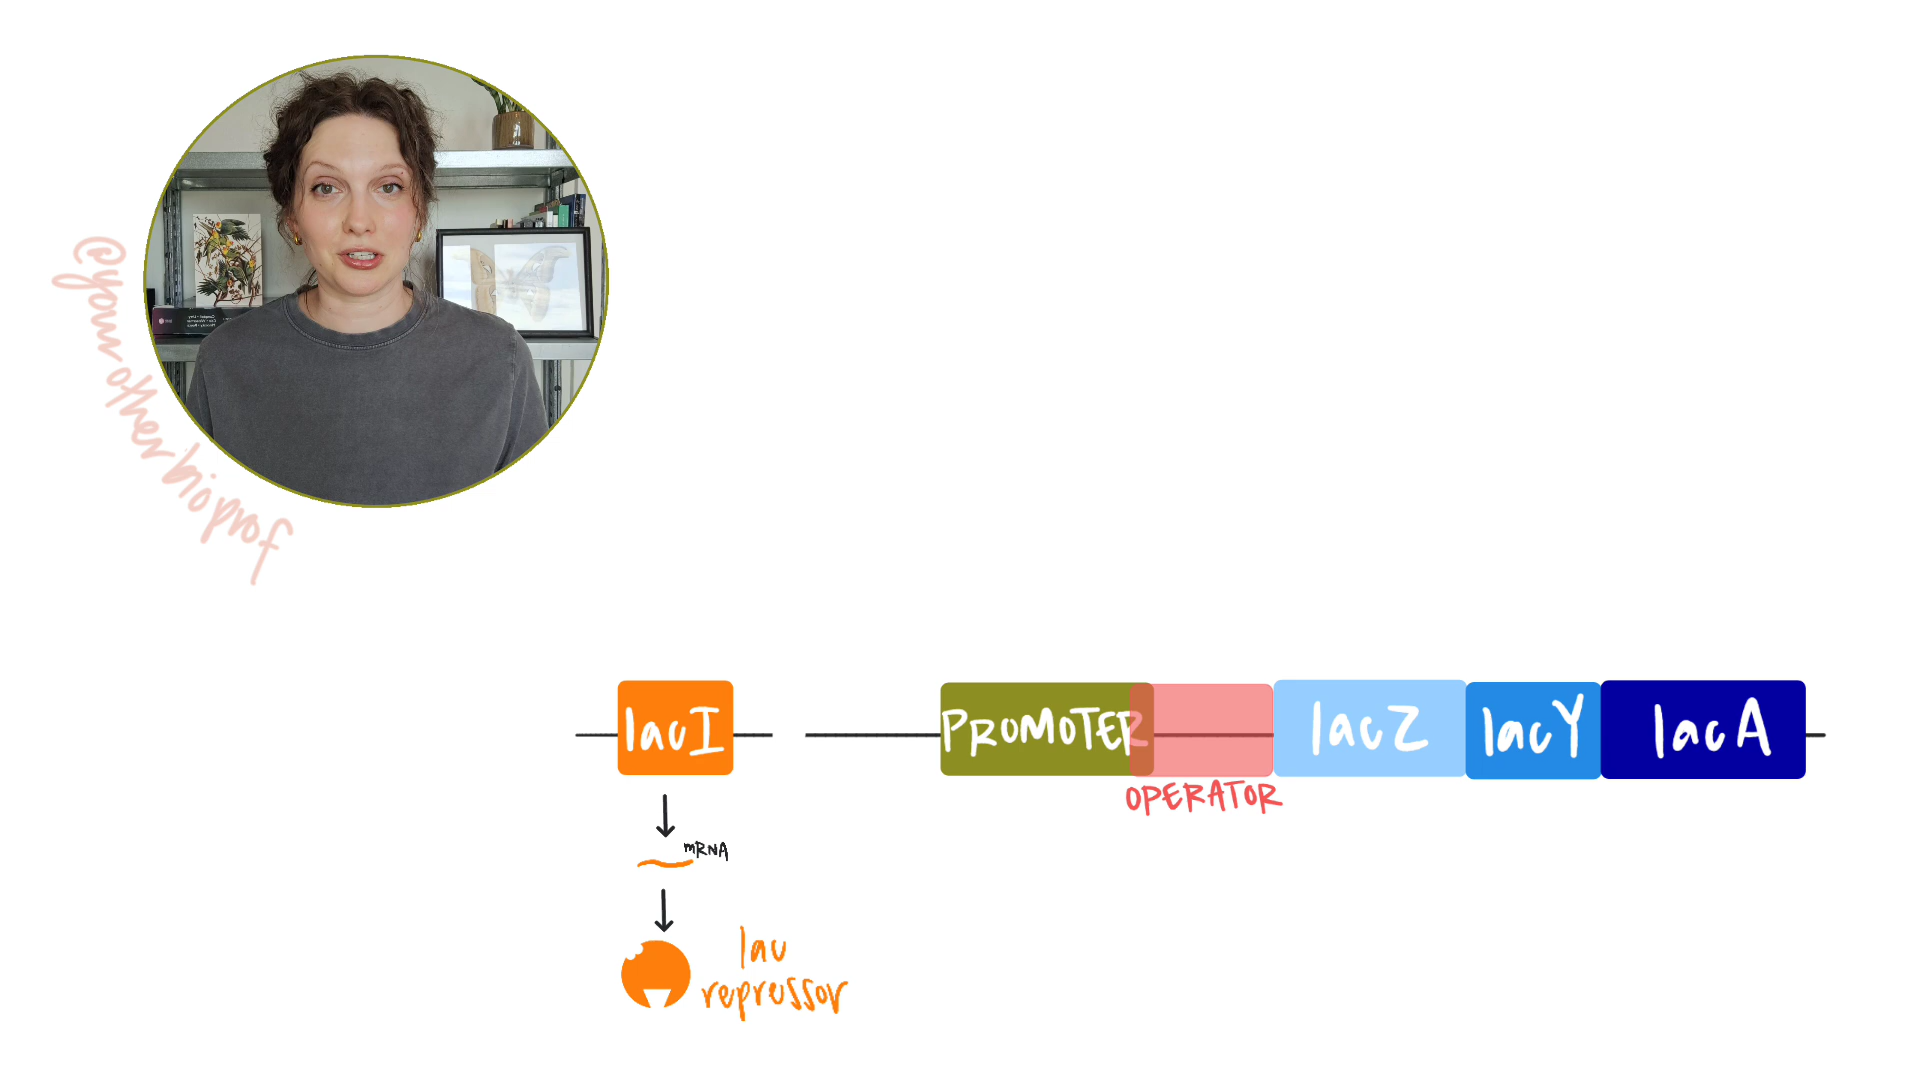 @yourotherbioprof
lacI
PROMOTER
lacZ
lacY
lacA
OPERATOR
mRNA
lac
repressor